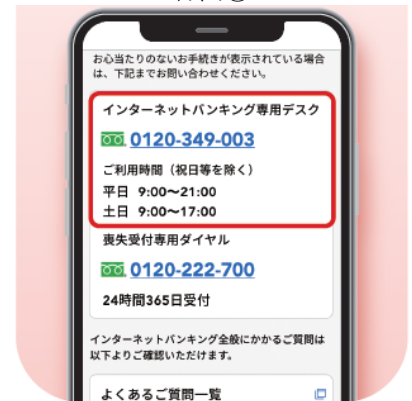 お心当たりのないお手続きが表示されている場合
は、下記までお問い合わせください。
インターネットバンキング専用デスク
0120-349-003
ご利用時間（祝日等を除く）
平日 9:00〜21:00
土日 9:00〜17:00
喪失受付専用ダイヤル
0120-222-700
24時間365日受付
インターネットバンキング全般にかかるご質問は
以下よりご確認いただけます。
よくあるご質問一覧